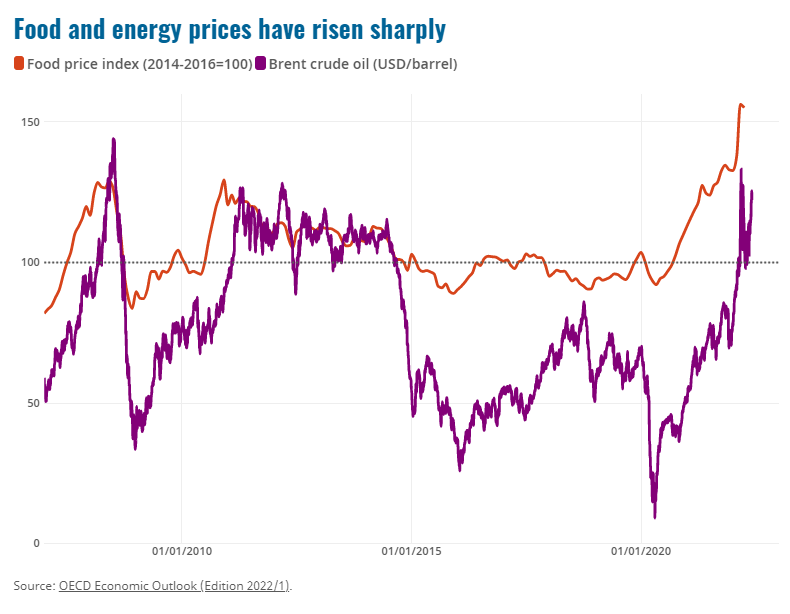 Food and energy prices have risen sharply
Food price index (2014-2016=100) Brent crude oil (USD/barrel)
150
100
50
0
01/01/2010 01/01/2015 01/01/2020
Source: OECD Economic Outlook (Edition 2022/1).